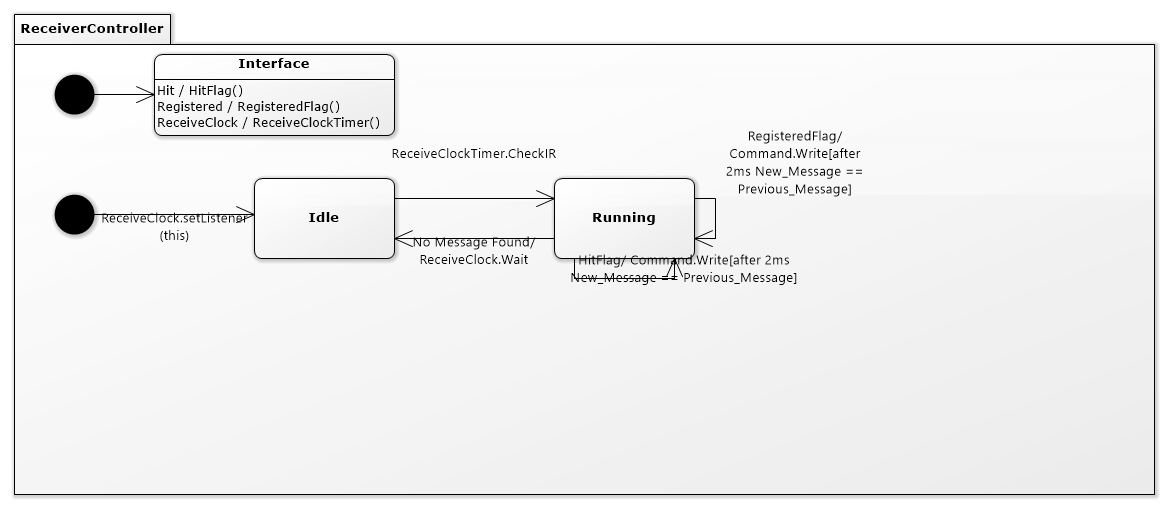 ReceiverController
Interface
Hit / HitFlag()
Registered / RegisteredFlag()
ReceiveClock / ReceiveClockTimer()
ReceiveClockTimer.CheckIR
RegisteredFlag/
Command.Write[after
2ms New_Message ==
Previous_Message]
ReceiveClock.setListener
(this)
Idle
Running
No Message Found/
ReceiveClock.Wait
HitFlag/ Command.Write[after 2ms
New_Message == Previous_Message]